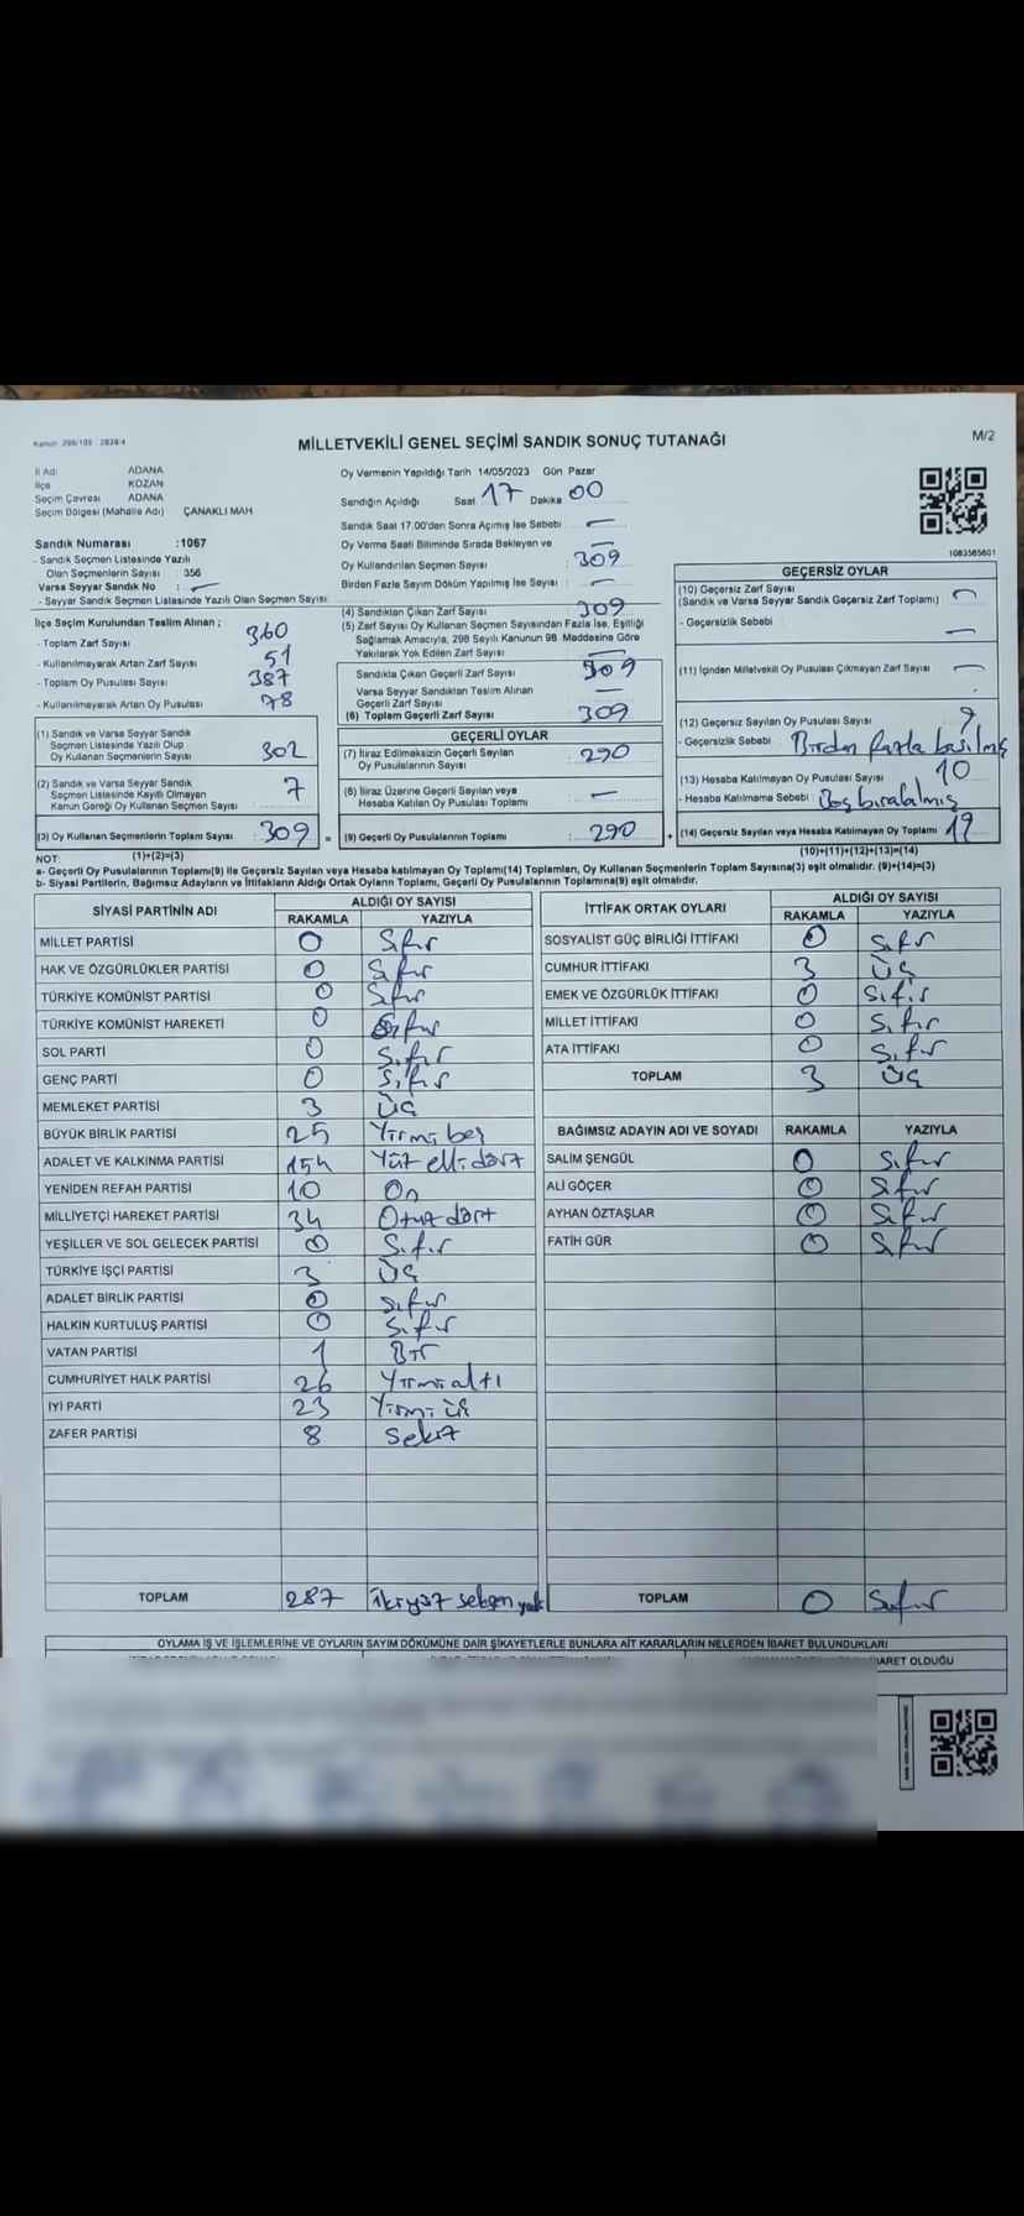 Kanun: 298/105 : 2839/4
MİLLETVEKİLİ GENEL SEÇİMİ SANDIK SONUÇ TUTANAĞI
M/2
İl Adı ADANA
İlçe KOZAN
Seçim Çevresi ADANA
Seçim Bölgesi (Mahalle Adı) ÇANAKLI MAH
Sandık Numarası :1067
- Sandık Seçmen Listesinde Yazılı
Olan Seçmenlerin Sayısı : 356
Varsa Seyyar Sandık No : —
- Seyyar Sandık Seçmen Listesinde Yazılı Olan Seçmen Sayısı
Oy Vermenin Yapıldığı Tarih 14/05/2023 Gün Pazar
Sandığın Açıldığı Saat 17 Dakika 00
Sandık Saat 17.00'den Sonra Açımış İse Sebebi —
Oy Verme Saati Bitiminde Sırada Bekleyen ve —
Oy Kullandırılan Seçmen Sayısı : 309
Birden Fazla Sayım Döküm Yapılmış İse Sayısı : —
1083585601
İlçe Seçim Kurulundan Teslim Alınan ;
- Toplam Zarf Sayısı 360
- Kullanılmayarak Artan Zarf Sayısı 51
- Toplam Oy Pusulası Sayısı 387
- Kullanılmayarak Artan Oy Pusulası 78
(1) Sandık ve Varsa Seyyar Sandık
Seçmen Listesinde Yazılı Olup
Oy Kullanan Seçmenlerin Sayısı 302
(2) Sandık ve Varsa Seyyar Sandık
Seçmen Listesinde Kayıtlı Olmayan
Kanun Gereği Oy Kullanan Seçmen Sayısı 7
(3) Oy Kullanan Seçmenlerin Toplam Sayısı : 309 =
(4) Sandıktan Çıkan Zarf Sayısı 309
(5) Zarf Sayısı Oy Kullanan Seçmen Sayısından Fazla İse, Eşitliği
Sağlamak Amacıyla, 298 Sayılı Kanunun 98. Maddesine Göre
Yakılarak Yok Edilen Zarf Sayısı —
Sandıkta Çıkan Geçerli Zarf Sayısı 309
Varsa Seyyar Sandıktan Teslim Alınan
Geçerli Zarf Sayısı —
(6) Toplam Geçerli Zarf Sayısı 309
GEÇERLİ OYLAR
(7) İtiraz Edilmeksizin Geçerli Sayılan
Oy Pusulalarının Sayısı : 290
(8) İtiraz Üzerine Geçerli Sayılan veya
Hesaba Katılan Oy Pusulası Toplamı —
(9) Geçerli Oy Pusulalarının Toplamı : 290 +
GEÇERSİZ OYLAR
(10) Geçersiz Zarf Sayısı
(Sandık ve Varsa Seyyar Sandık Geçersiz Zarf Toplamı) —
- Geçersizlik Sebebi —
(11) İçinden Milletvekili Oy Pusulası Çıkmayan Zarf Sayısı —
(12) Geçersiz Sayılan Oy Pusulası Sayısı 9
- Geçersizlik Sebebi Birden fazla basılmış
(13) Hesaba Katılmayan Oy Pusulası Sayısı 10
- Hesaba Katılmama Sebebi : Boş bırakılmış
(14) Geçersiz Sayılan veya Hesaba Katılmayan Oy Toplamı 19
NOT: (1)+(2)=(3)
(10)+(11)+(12)+(13)=(14)
a- Geçerli Oy Pusulalarının Toplamı(9) ile Geçersiz Sayılan veya Hesaba katılmayan Oy Toplamı(14) Toplamları, Oy Kullanan Seçmenlerin Toplam Sayısına(3) eşit olmalıdır. (9)+(14)=(3)
b- Siyasi Partilerin, Bağımsız Adayların ve İttifakların Aldığı Ortak Oyların Toplamı, Geçerli Oy Pusulalarının Toplamına(9) eşit olmalıdır.
SİYASİ PARTİNİN ADI ALDIĞI OY SAYISI
RAKAMLA YAZIYLA
MİLLET PARTİSİ 0 Sıfır
HAK VE ÖZGÜRLÜKLER PARTİSİ 0 Sıfır
TÜRKİYE KOMÜNİST PARTİSİ 0 Sıfır
TÜRKİYE KOMÜNİST HAREKETİ 0 Sıfır
SOL PARTİ 0 Sıfır
GENÇ PARTİ 0 Sıfır
MEMLEKET PARTİSİ 3 Üç
BÜYÜK BİRLİK PARTİSİ 25 Yirmi beş
ADALET VE KALKINMA PARTİSİ 154 Yüz elli dört
YENİDEN REFAH PARTİSİ 10 On
MİLLİYETÇİ HAREKET PARTİSİ 34 Otuz dört
YEŞİLLER VE SOL GELECEK PARTİSİ 0 Sıfır
TÜRKİYE İŞÇİ PARTİSİ 3 Üç
ADALET BİRLİK PARTİSİ 0 Sıfır
HALKIN KURTULUŞ PARTİSİ 0 Sıfır
VATAN PARTİSİ 1 Bir
CUMHURİYET HALK PARTİSİ 26 Yirmi altı
İYİ PARTİ 23 Yirmi üç
ZAFER PARTİSİ 8 Sekiz
TOPLAM 287 İkiyüz seksen yedi
İTTİFAK ORTAK OYLARI ALDIĞI OY SAYISI
RAKAMLA YAZIYLA
SOSYALİST GÜÇ BİRLİĞİ İTTİFAKI 0 Sıfır
CUMHUR İTTİFAKI 3 Üç
EMEK VE ÖZGÜRLÜK İTTİFAKI 0 Sıfır
MİLLET İTTİFAKI 0 Sıfır
ATA İTTİFAKI 0 Sıfır
TOPLAM 3 Üç
BAĞIMSIZ ADAYIN ADI VE SOYADI RAKAMLA YAZIYLA
SALİM ŞENGÜL 0 Sıfır
ALİ GÖÇER 0 Sıfır
AYHAN ÖZTAŞLAR 0 Sıfır
FATİH GÜR 0 Sıfır
TOPLAM 0 Sıfır
OYLAMA İŞ VE İŞLEMLERİNE VE OYLARIN SAYIM DÖKÜMÜNE DAİR ŞİKAYETLERLE BUNLARA AİT KARARLARIN NELERDEN İBARET BULUNDUKLARI
BARET OLDUĞU